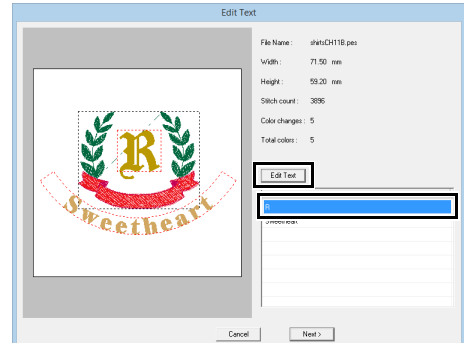 Edit Text
File Name : shirtsCH11B.pes
Width : 71.50 mm
Height : 59.20 mm
Stitch count : 3896
Color changes : 5
Total colors : 5
Edit Text
R
Sweetheart
R
Sweetheart
Cancel
Next >